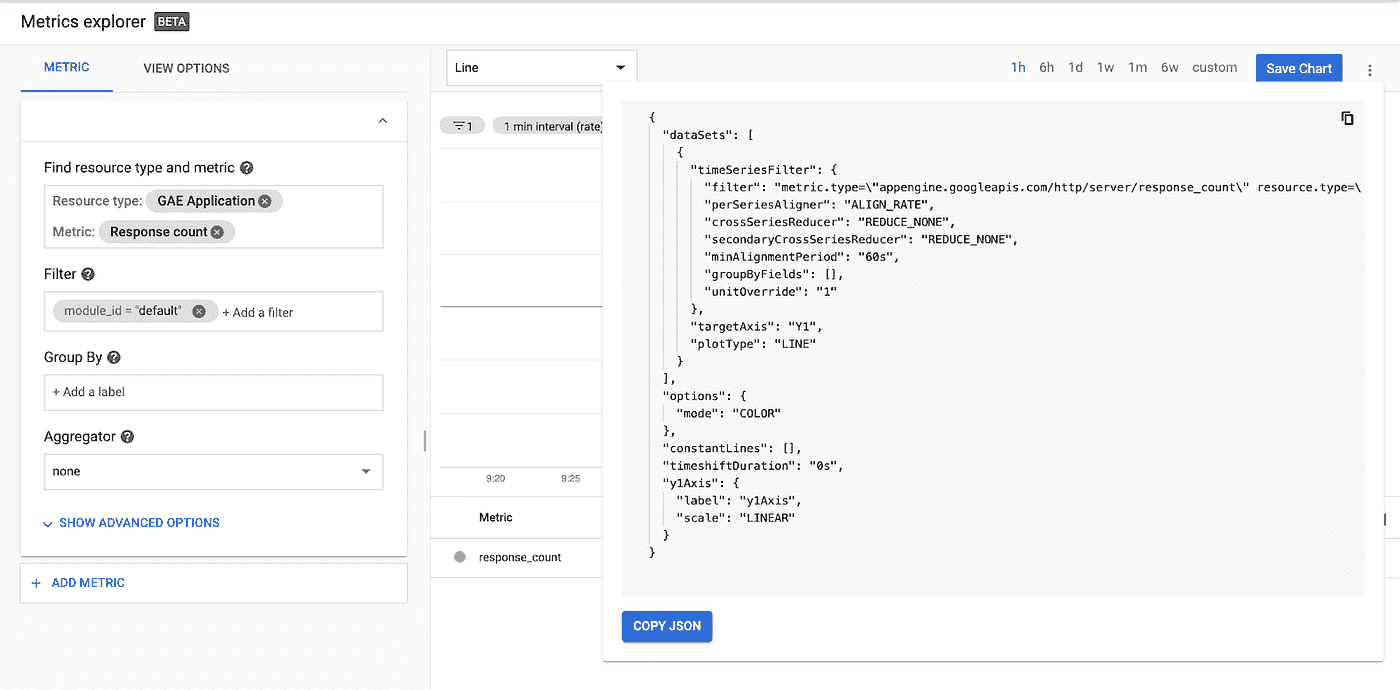 Metrics explorer BETA
METRIC
VIEW OPTIONS
Find resource type and metric
Resource type: GAE Application
Metric: Response count
Filter
module_id = "default" + Add a filter
Group By
+ Add a label
Aggregator
none
SHOW ADVANCED OPTIONS
+ ADD METRIC
Line
1h 6h 1d 1w 1m 6w custom
Save Chart
1
1 min interval (rate)
9:20 9:25
Metric
response_count
{
"dataSets": [
{
"timeSeriesFilter": {
"filter": "metric.type=\"appengine.googleapis.com/http/server/response_count\" resource.type=\
"perSeriesAligner": "ALIGN_RATE",
"crossSeriesReducer": "REDUCE_NONE",
"secondaryCrossSeriesReducer": "REDUCE_NONE",
"minAlignmentPeriod": "60s",
"groupByFields": [],
"unitOverride": "1"
},
"targetAxis": "Y1",
"plotType": "LINE"
}
],
"options": {
"mode": "COLOR"
},
"constantLines": [],
"timeshiftDuration": "0s",
"y1Axis": {
"label": "y1Axis",
"scale": "LINEAR"
}
}
COPY JSON